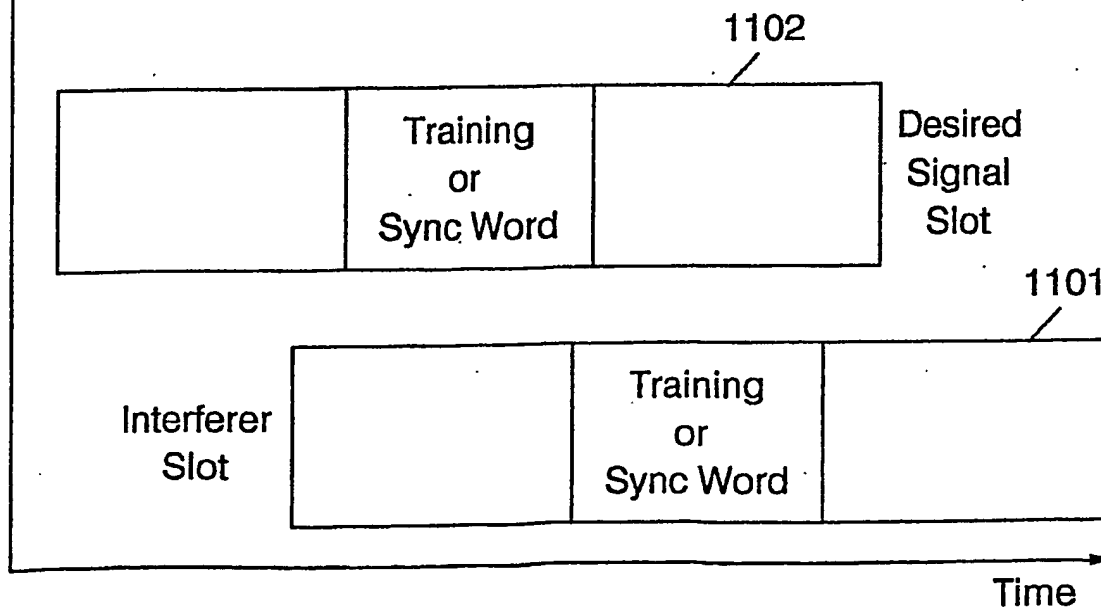 1102
Training
or
Sync Word
Desired
Signal
Slot
1101
Interferer
Slot
Training
or
Sync Word
Time